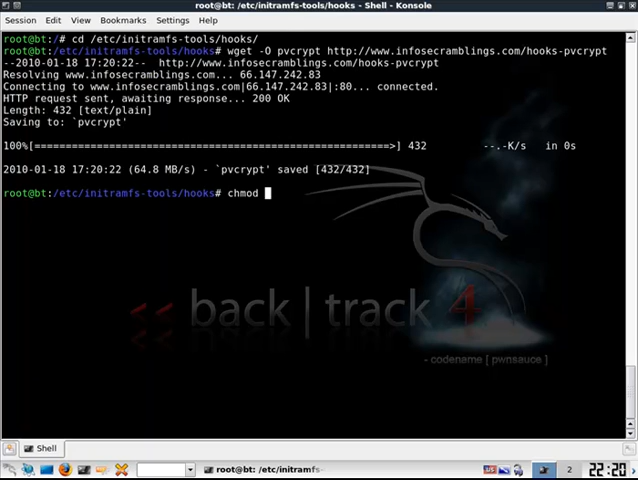 root@bt: /etc/initramfs-tools/hooks - Shell - Konsole
Session Edit View Bookmarks Settings Help
root@bt:/# cd /etc/initramfs-tools/hooks/
root@bt:/etc/initramfs-tools/hooks# wget -O pvcrypt http://www.infosecramblings.com/hooks-pvcrypt
--2010-01-18 17:20:22--  http://www.infosecramblings.com/hooks-pvcrypt
Resolving www.infosecramblings.com... 66.147.242.83
Connecting to www.infosecramblings.com|66.147.242.83|:80... connected.
HTTP request sent, awaiting response... 200 OK
Length: 432 [text/plain]
Saving to: `pvcrypt'
100%[======================================================>] 432 --.-K/s in 0s
2010-01-18 17:20:22 (64.8 MB/s) - `pvcrypt' saved [432/432]
root@bt:/etc/initramfs-tools/hooks# chmod
<< back | track 4
- codename [ pwnsauce ]
Shell
root@bt: /etc/initramfs-
US
2
22:20